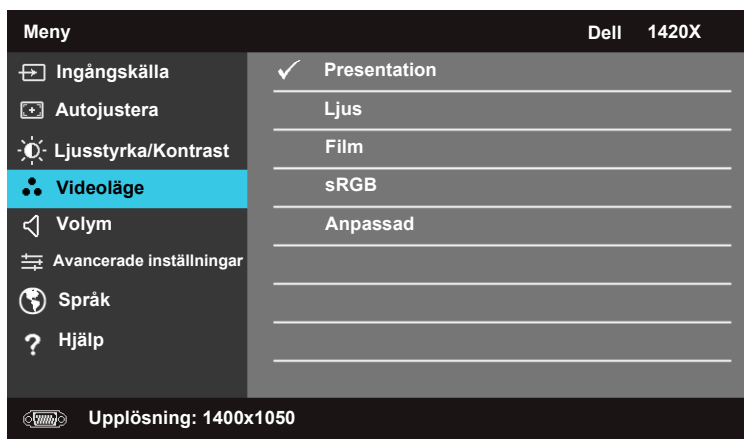 Meny Dell 1420X
Ingångskälla
Autojustera
Ljusstyrka/Kontrast
Videoläge
Volym
Avancerade inställningar
Språk
Hjälp
Presentation
Ljus
Film
sRGB
Anpassad
Upplösning: 1400x1050